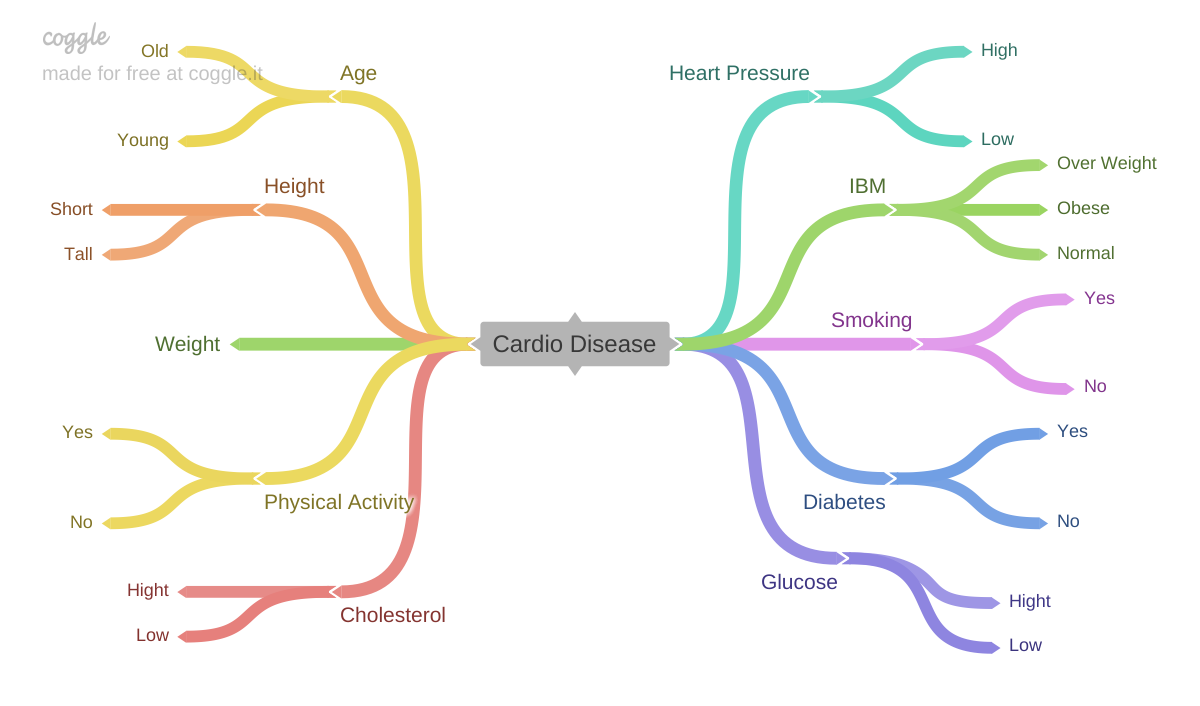 coggle
made for free at coggle.it
Old
Age
Young
Height
Short
Tall
Weight
Yes
No
Physical Activity
Hight
Low
Cholesterol
Cardio Disease
Heart Pressure
High
Low
IBM
Over Weight
Obese
Normal
Smoking
Yes
No
Diabetes
Yes
No
Glucose
Hight
Low